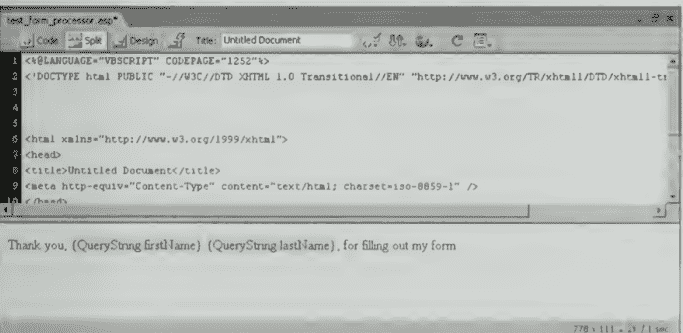 test_form_processor.asp*
Code Split Design Title: Untitled Document
1 <%@LANGUAGE="VBSCRIPT" CODEPAGE="1252"%>
2 <!DOCTYPE html PUBLIC "-//W3C//DTD XHTML 1.0 Transitional//EN" "http://www.w3.org/TR/xhtml1/DTD/xhtml1-tr
3
4
5
6 <html xmlns="http://www.w3.org/1999/xhtml">
7 <head>
8 <title>Untitled Document</title>
9 <meta http-equiv="Content-Type" content="text/html; charset=iso-8859-1" />
10 </head>
Thank you, {QueryString.firstName} {QueryString.lastName}, for filling out my form
1 sec